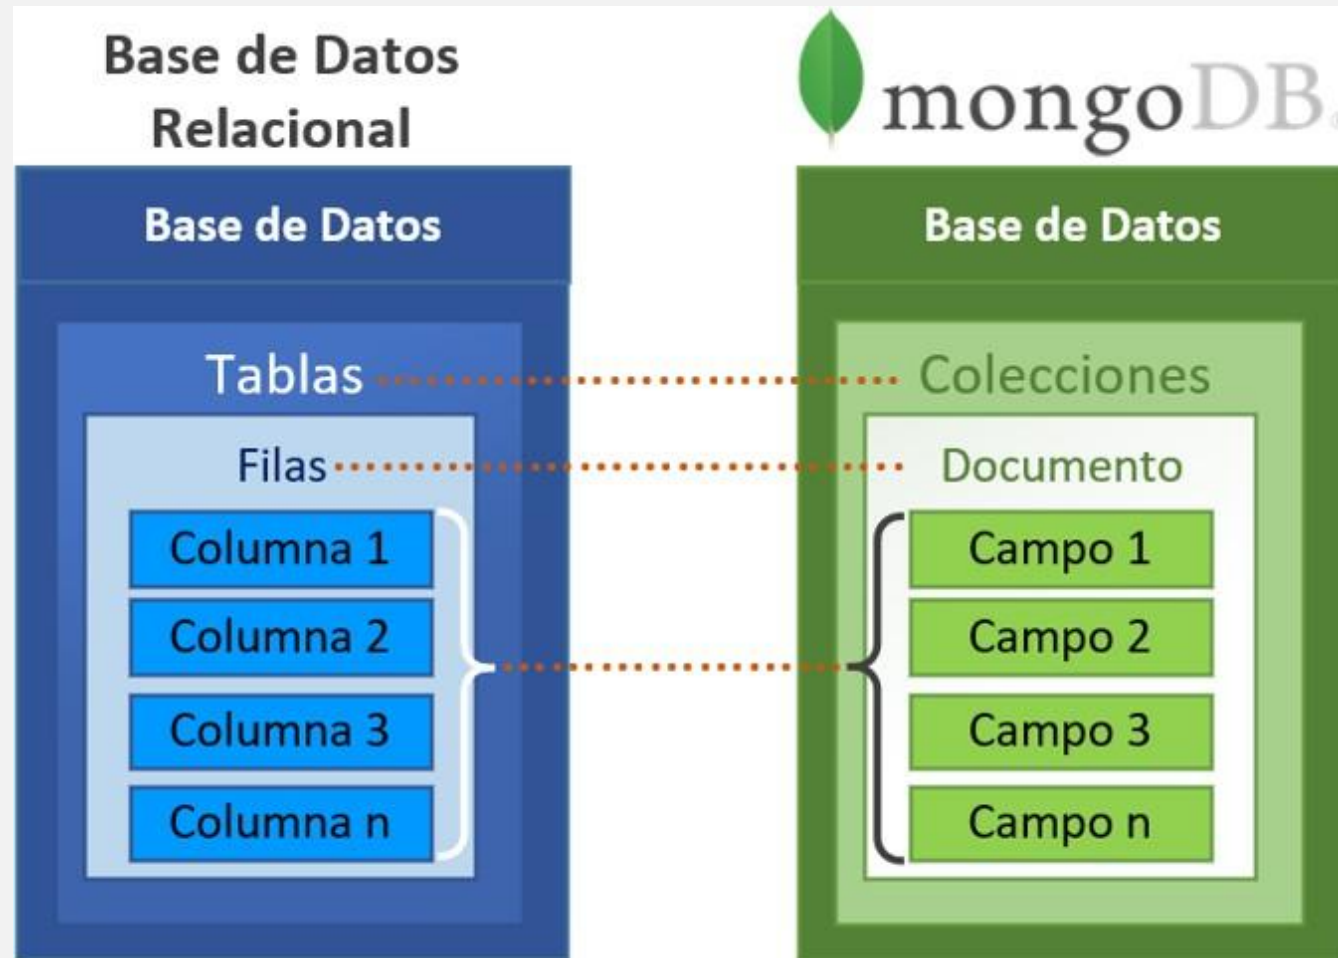 Base de Datos
Relacional
mongoDB
Base de Datos
Base de Datos
Tablas
Colecciones
Filas
Documento
Columna 1
Campo 1
Columna 2
Campo 2
Columna 3
Campo 3
Columna n
Campo n